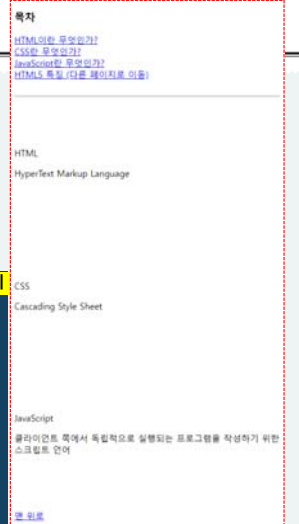 목차
HTML이란 무엇인가?
CSS란 무엇인가?
JavaScript란 무엇인가?
HTML5 특징 (다른 페이지로 이동)
HTML
HyperText Markup Language
CSS
Cascading Style Sheet
JavaScript
클라이언트 쪽에서 독립적으로 실행되는 프로그램을 작성하기 위한
스크립트 언어
맨 위로